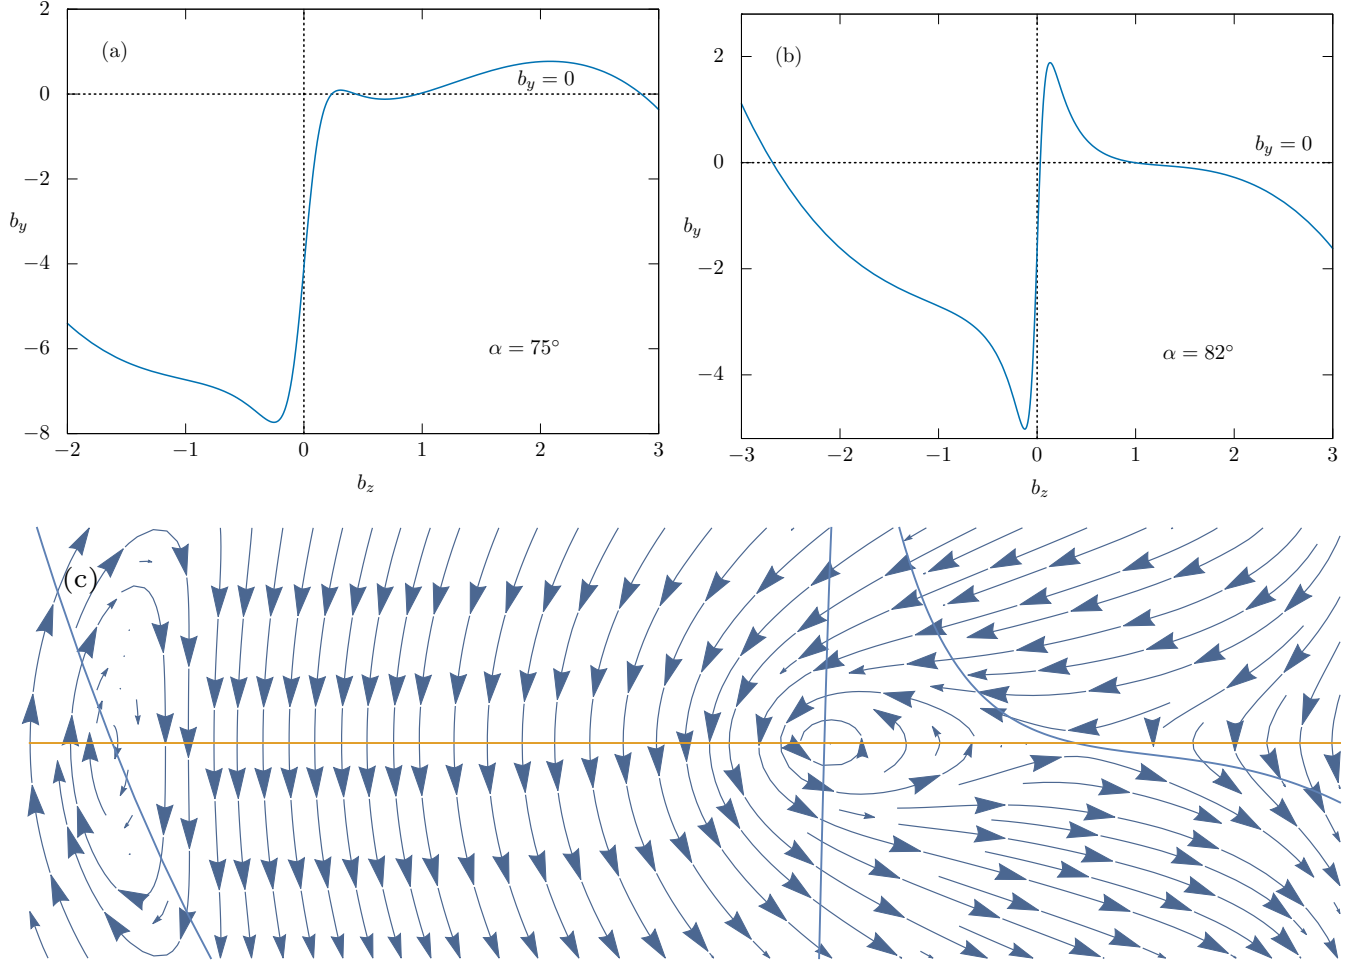 2
(a)
b_y = 0
0
−2
b_y
−4
α = 75°
−6
−8
−2 −1 0 1 2 3
b_z
(b)
2
b_y = 0
0
b_y
−2
α = 82°
−4
−3 −2 −1 0 1 2 3
b_z
(c)